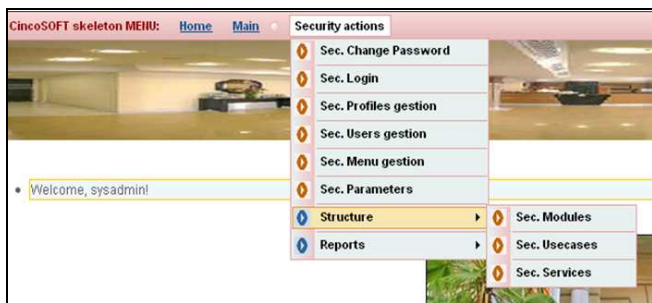 CincoSOFT skeleton MENU: Home Main Security actions
Sec. Change Password
Sec. Login
Sec. Profiles gestion
Sec. Users gestion
Sec. Menu gestion
Welcome, sysadmin!
Sec. Parameters
Structure
Sec. Modules
Reports
Sec. Usecases
Sec. Services